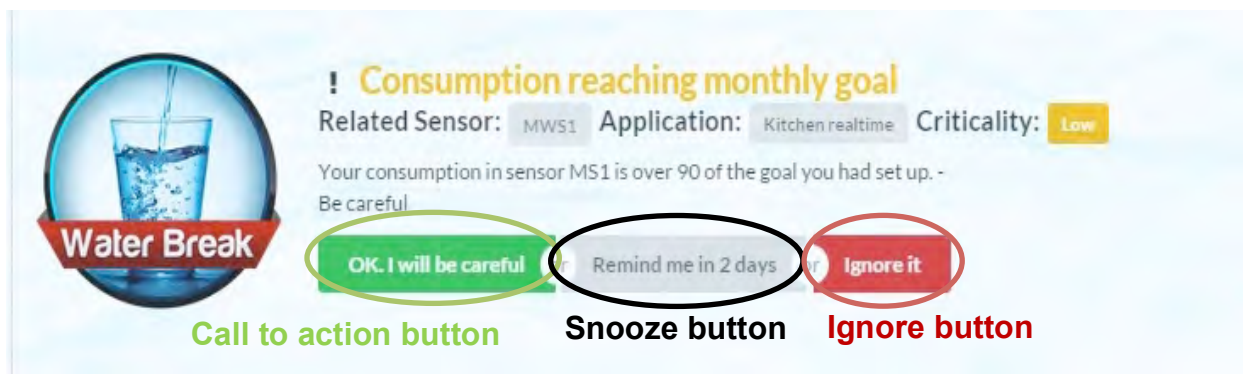 ! Consumption reaching monthly goal
Related Sensor: MWS1 Application: Kitchen realtime Criticality: Low
Your consumption in sensor MS1 is over 90 of the goal you had set up. -
Be careful
Water Break
OK. I will be careful r Remind me in 2 days or Ignore it
Call to action button Snooze button Ignore button